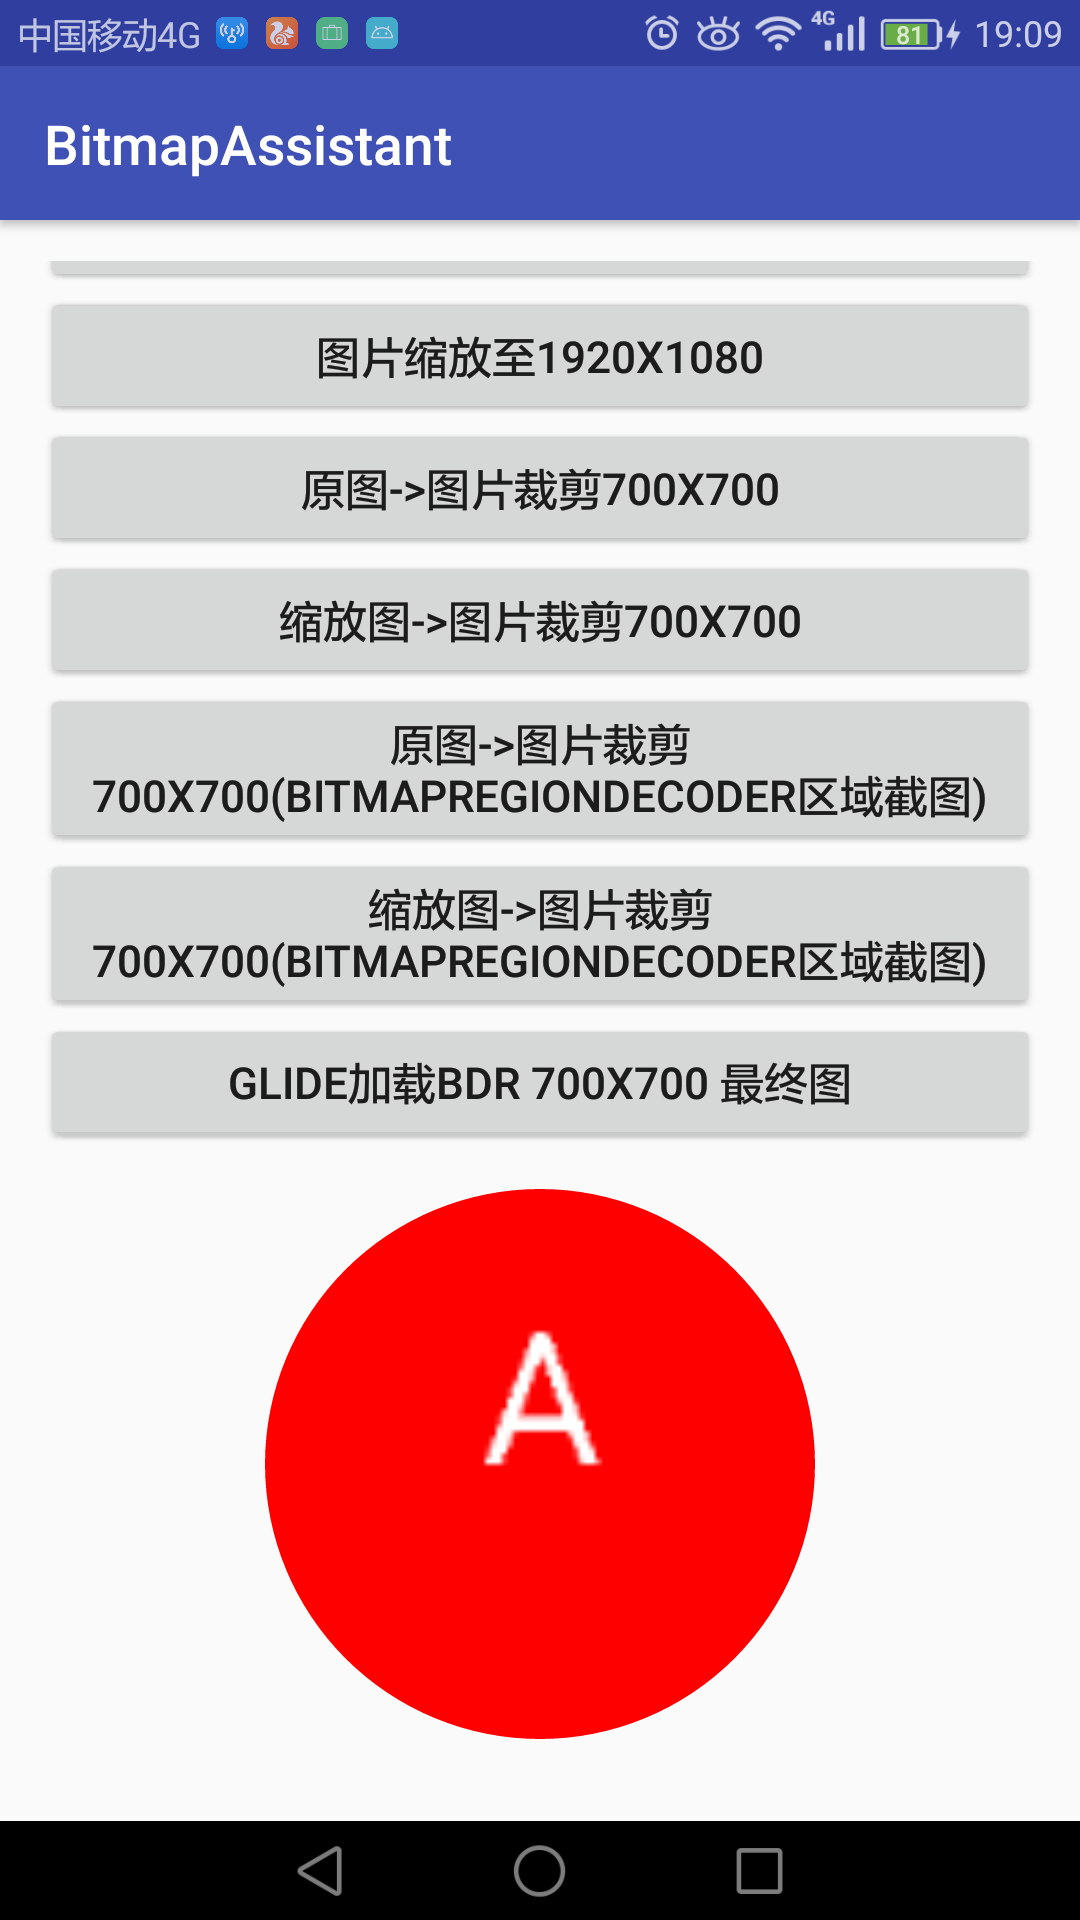 中国移动4G
4G
81
19:09
BitmapAssistant
图片缩放至1920X1080
原图->图片裁剪700X700
缩放图->图片裁剪700X700
原图->图片裁剪
700X700(BITMAPREGIONDECODER区域截图)
缩放图->图片裁剪
700X700(BITMAPREGIONDECODER区域截图)
GLIDE加载BDR 700X700 最终图
A